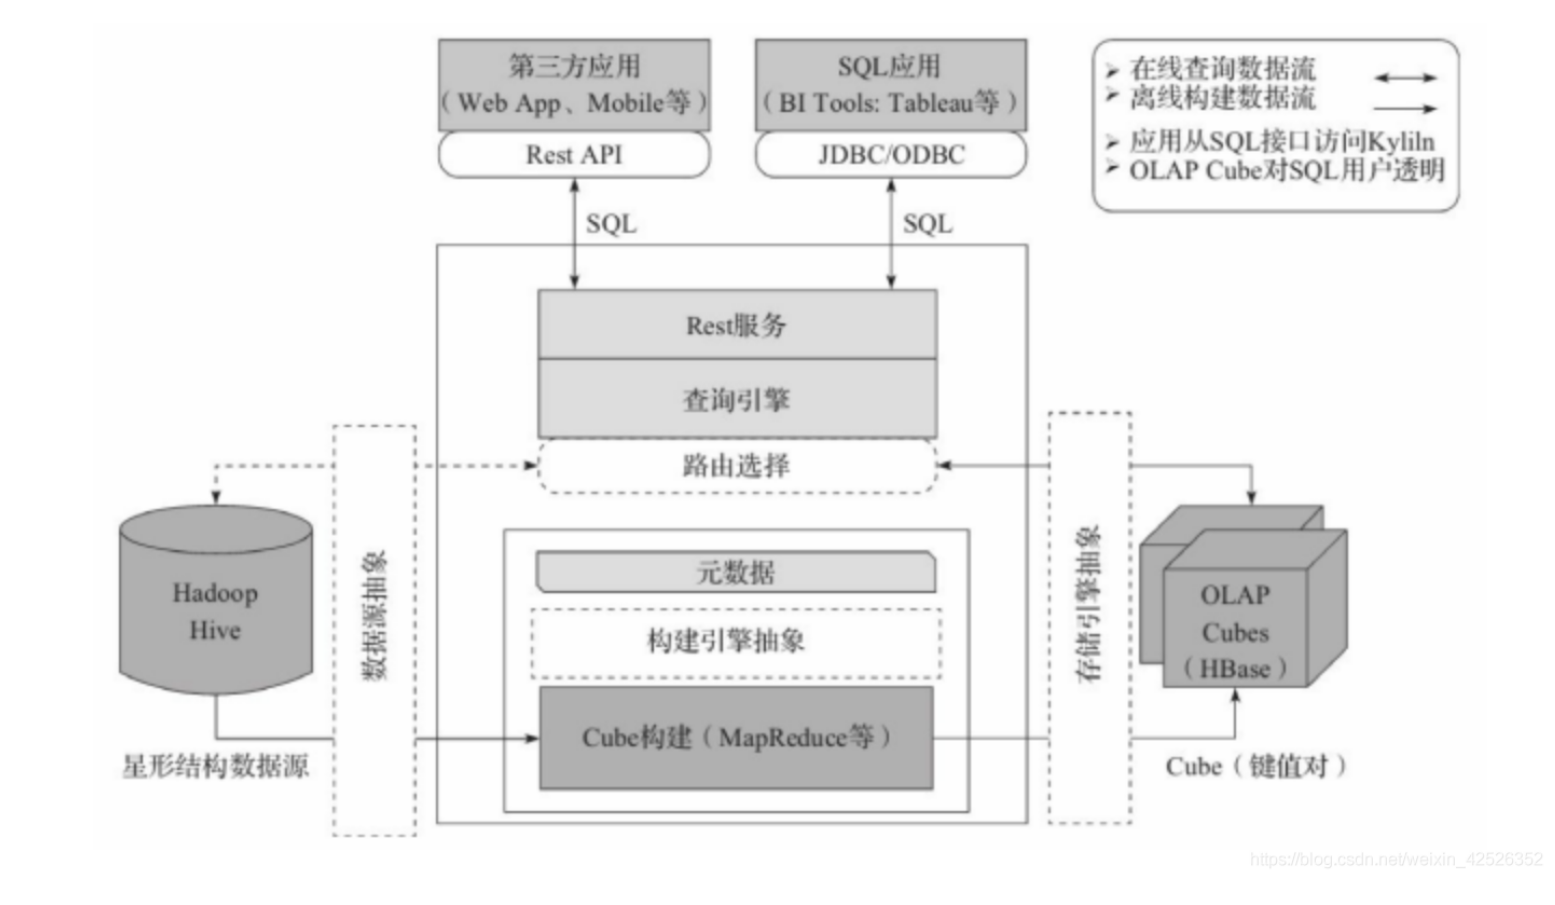 第三方应用
（Web App、Mobile等）
Rest API
SQL应用
（BI Tools: Tableau等）
JDBC/ODBC
在线查询数据流
离线构建数据流
应用从SQL接口访问Kyliln
OLAP Cube对SQL用户透明
SQL
SQL
Rest服务
查询引擎
路由选择
元数据
构建引擎抽象
Cube构建（MapReduce等）
数据源抽象
存储引擎抽象
Hadoop
Hive
星形结构数据源
OLAP
Cubes
（HBase）
Cube（键值对）
https://blog.csdn.net/weixin_42526352